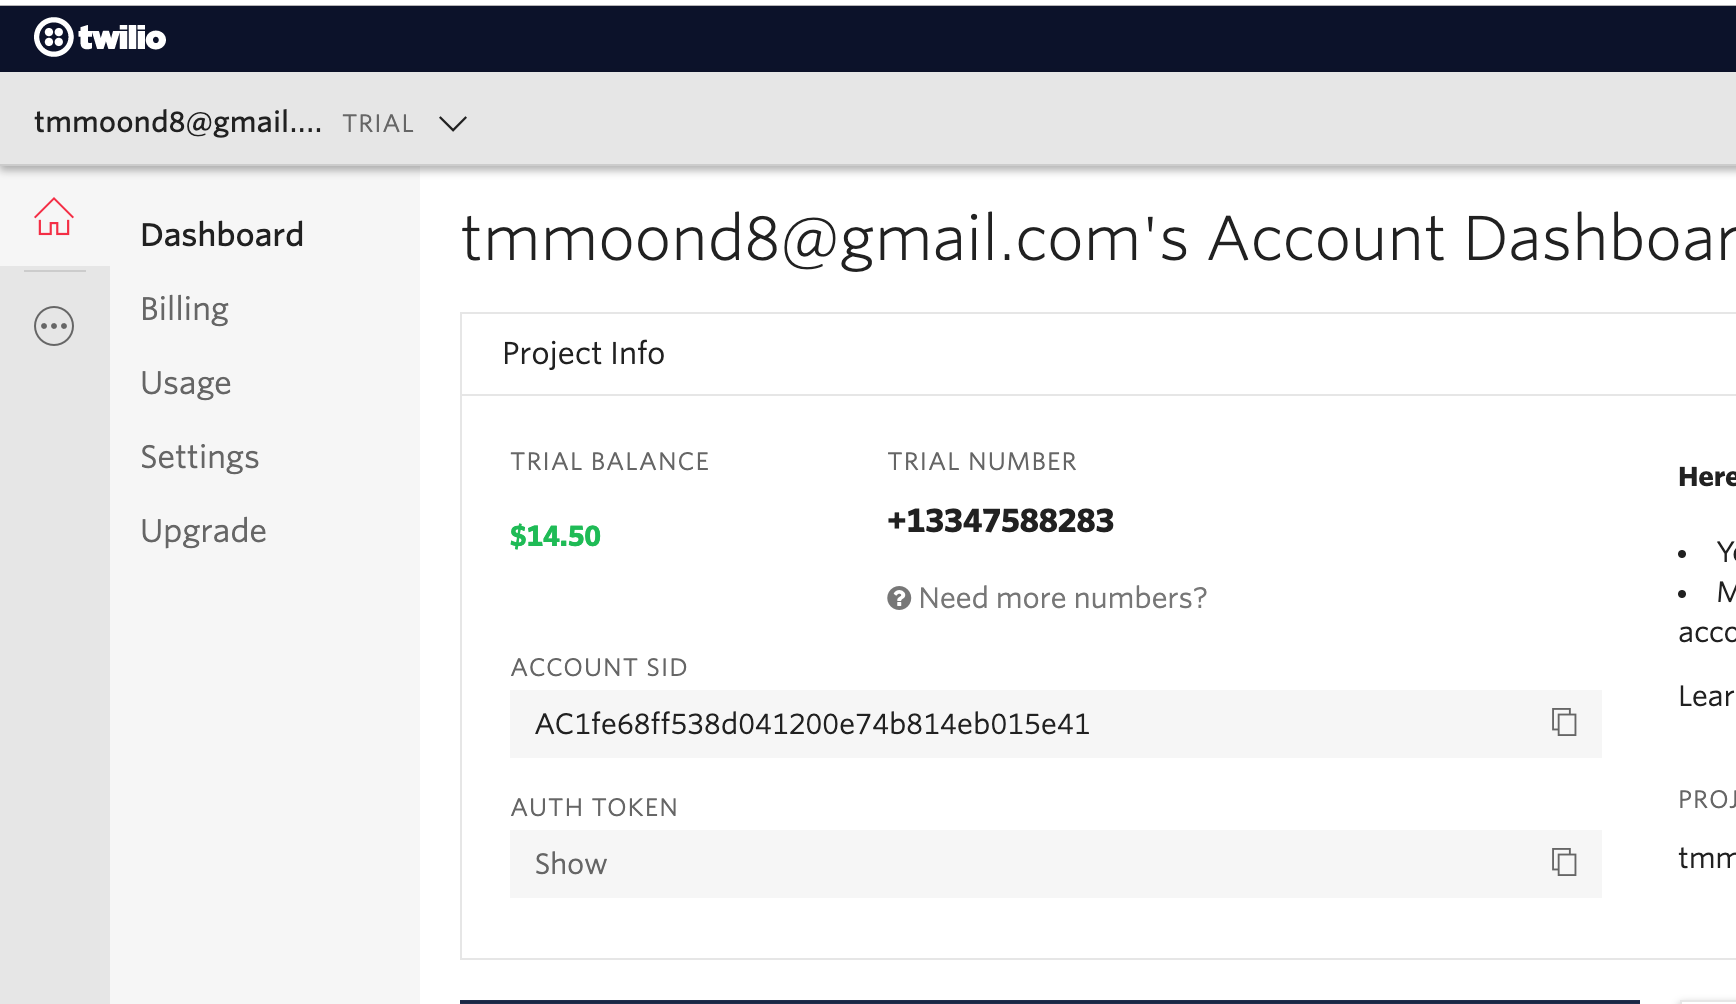 twilio
tmmoond8@gmail.... TRIAL
Dashboard
Billing
Usage
Settings
Upgrade
tmmoond8@gmail.com's Account Dashboar
Project Info
TRIAL BALANCE
$14.50
TRIAL NUMBER
+13347588283
Need more numbers?
ACCOUNT SID
AC1fe68ff538d041200e74b814eb015e41
AUTH TOKEN
Show
Here
acco
Lear
PROJ
tmm